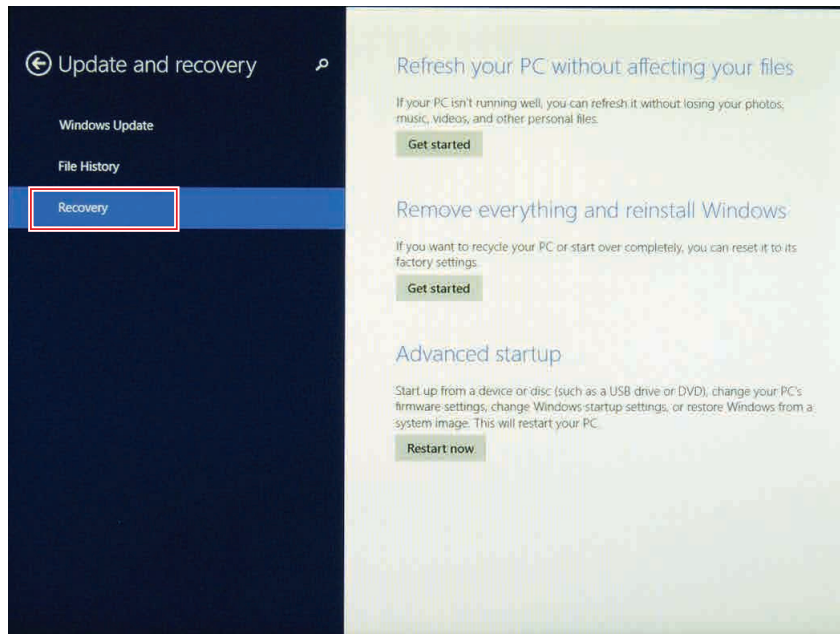 Update and recovery
Windows Update
File History
Recovery
Refresh your PC without affecting your files
If your PC isn't running well, you can refresh it without losing your photos,
music, videos, and other personal files.
Get started
Remove everything and reinstall Windows
If you want to recycle your PC or start over completely, you can reset it to its
factory settings.
Get started
Advanced startup
Start up from a device or disc (such as a USB drive or DVD), change your PC's
firmware settings, change Windows startup settings, or restore Windows from a
system image. This will restart your PC.
Restart now